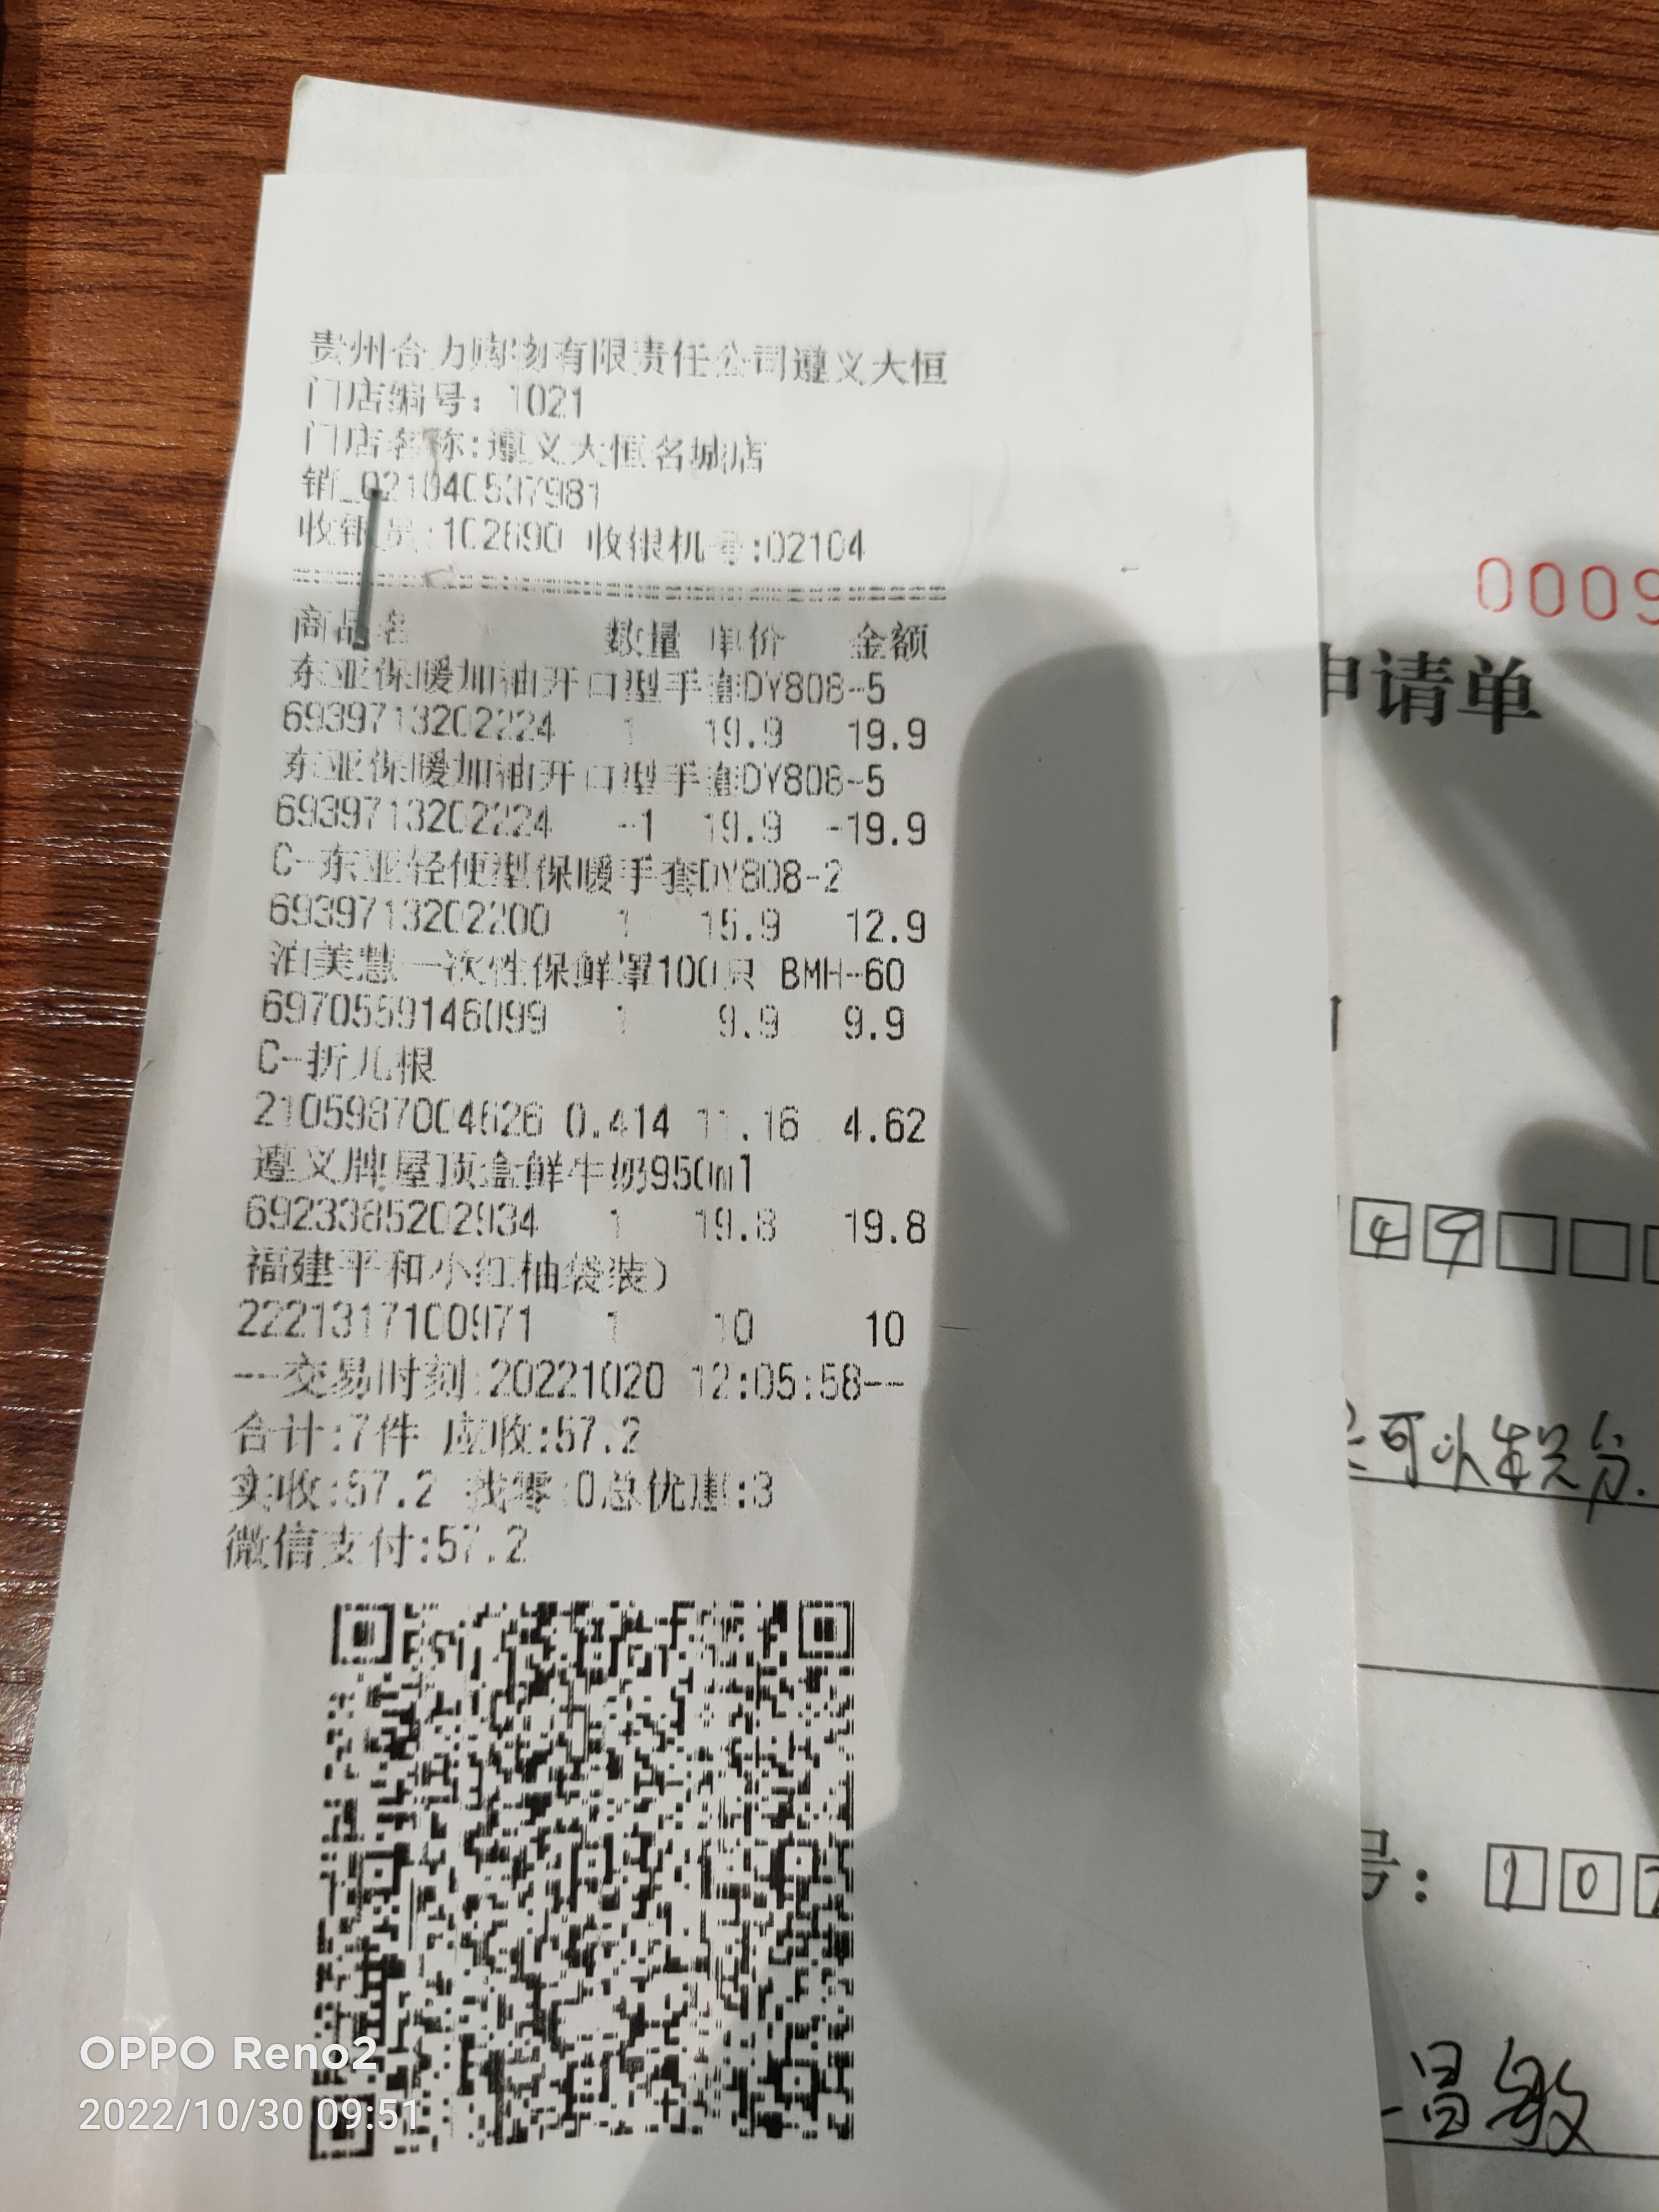 贵州合力购物有限责任公司遵义大恒
门店编号: 1021
门店名称:遵义大恒名城店
销_021040537981
收银员:102690 收银机号:02104
商品名 数量 单价 金额
东亚保暖加油开口型手套DY808-5
6939713202224 1 19.9 19.9
东亚保暖加油开口型手套DY808-5
6939713202224 -1 19.9 -19.9
C-东亚轻便型保暖手套DY808-2
6939713202200 1 15.9 12.9
泊美慧一次性保鲜罩100只 BMH-60
6970559146099 1 9.9 9.9
C-折儿根
2105987004626 0.414 11.16 4.62
遵义牌屋顶盒鲜牛奶950ml
6923385202934 1 19.8 19.8
福建平和小红柚袋装)
2221317100971 1 10 10
---交易时刻:20221020 12:05:58--
合计:7件 应收:57.2
实收:57.2 找零:0总优惠:3
微信支付:57.2
0009
申请单
49
可以积分.
号: 10
昌敏
OPPO Reno2
2022/10/30 09:51